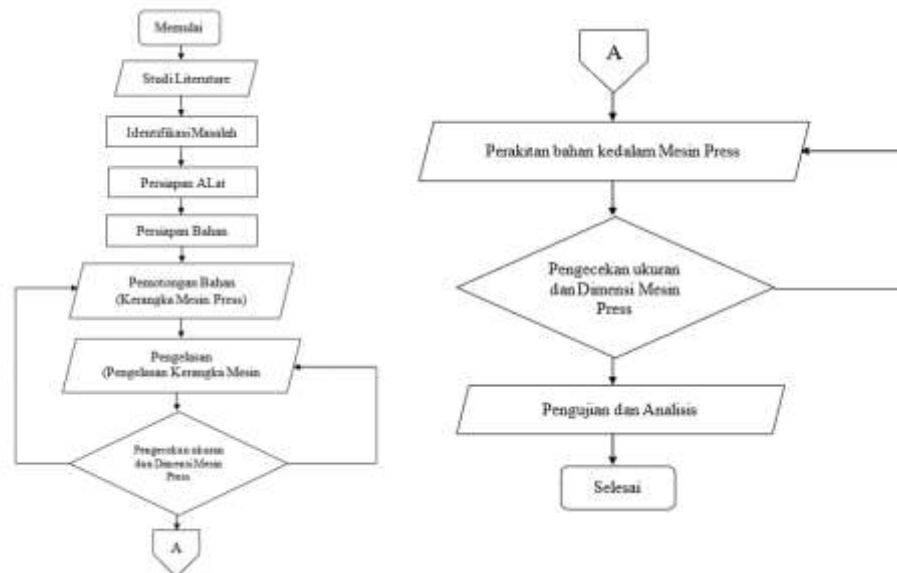 Memulai
Studi Literature
Identifikasi Masalah
Persiapan ALat
Persiapan Bahan
Pemotongan Bahan
(Kerangka Mesin Press)
Pengelasan
(Pengelasan Kerangka Mesin
Pengecekan ukuran
dan Dimensi Mesin
Press
A
A
Perakitan bahan kedalam Mesin Press
Pengecekan ukuran
dan Dimensi Mesin
Press
Pengujian dan Analisis
Selesai